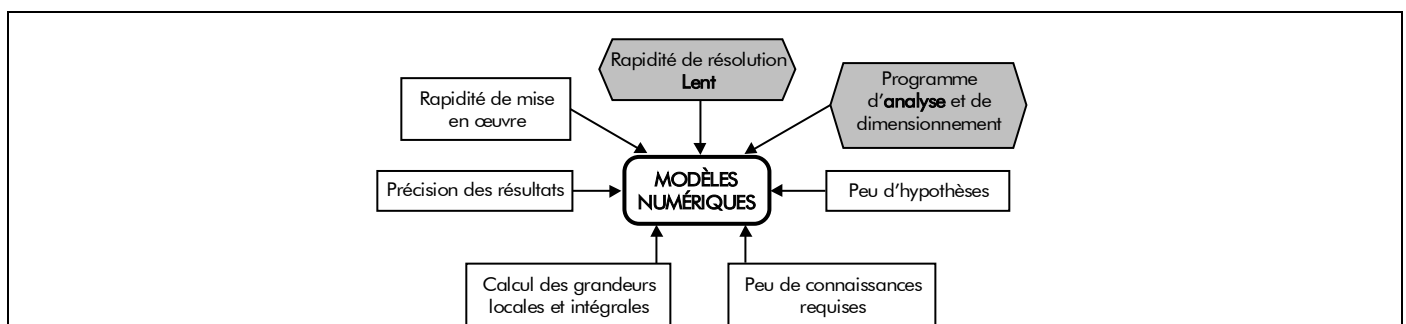 Rapidité de résolution
Lent
Programme
d'analyse et de
dimensionnement
Rapidité de mise
en œuvre
MODÈLES
NUMÉRIQUES
Précision des résultats
Peu d'hypothèses
Calcul des grandeurs
locales et intégrales
Peu de connaissances
requises